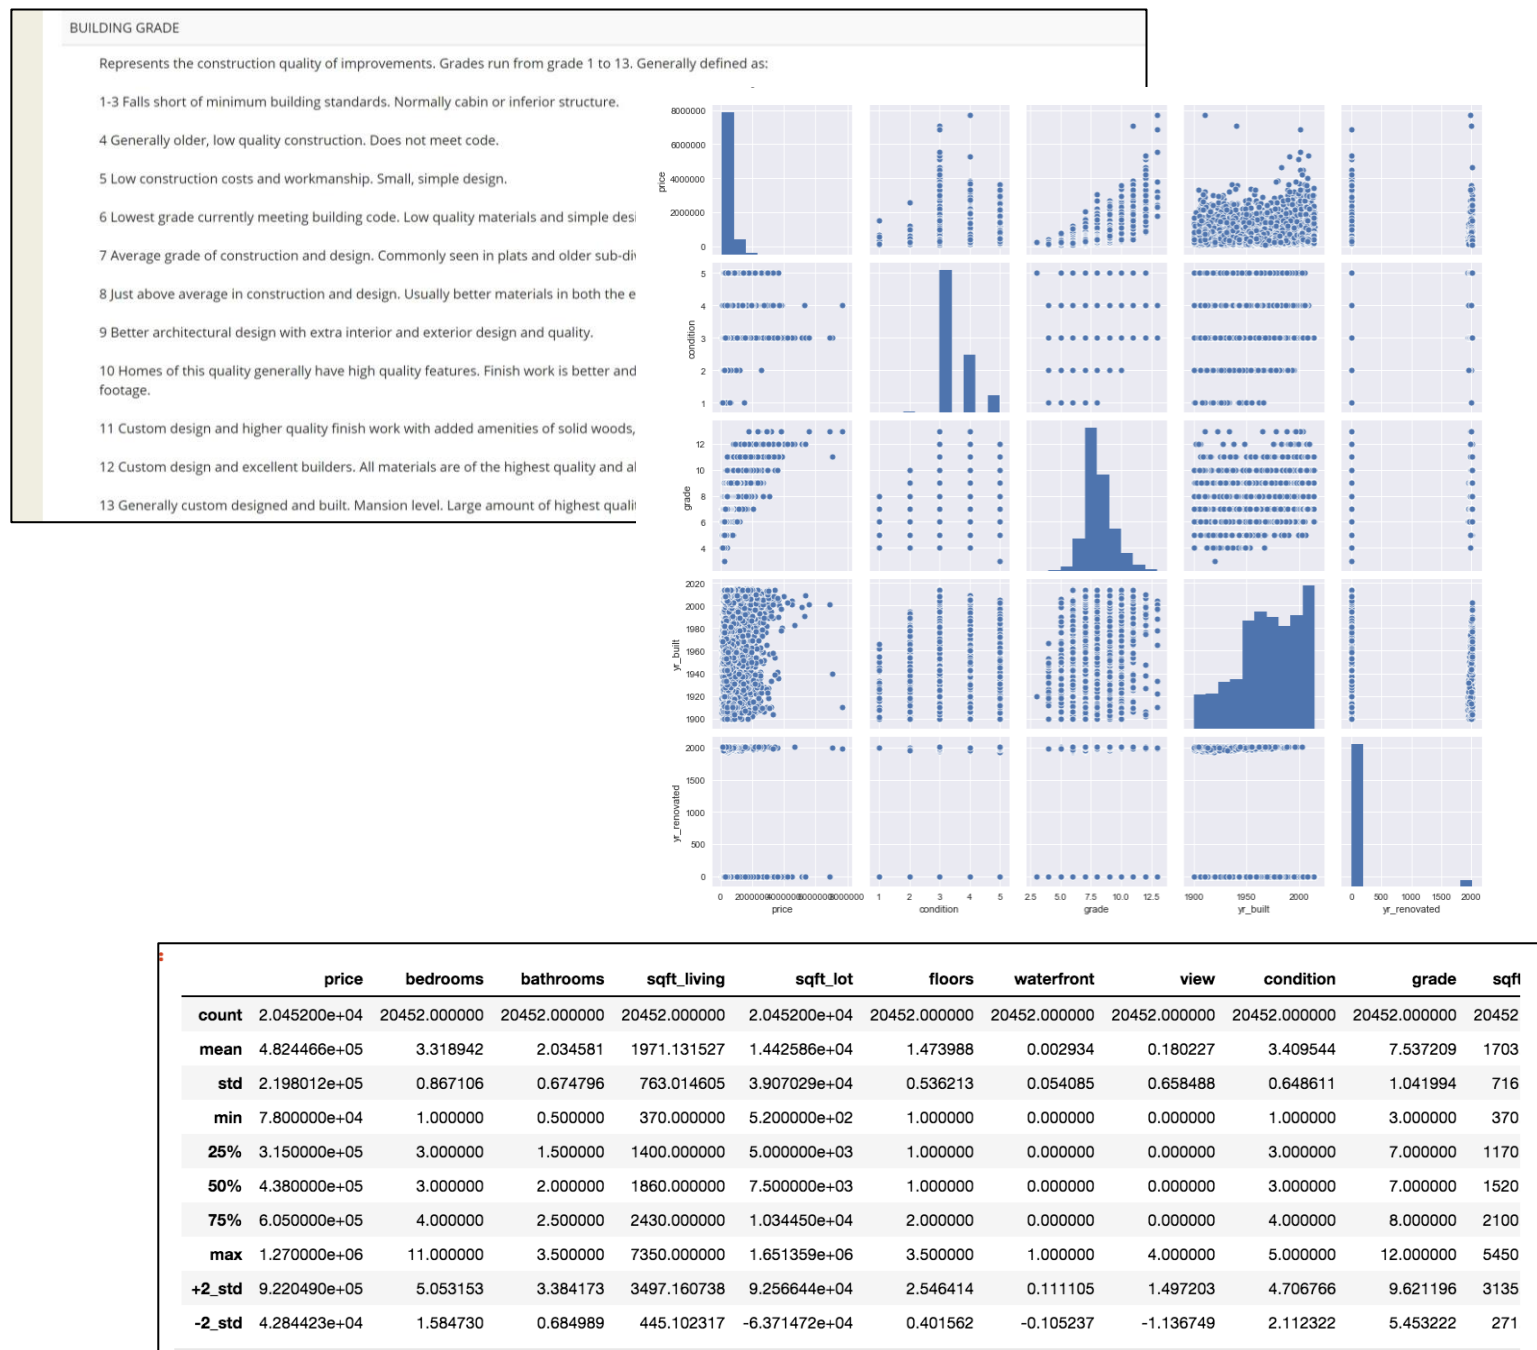 BUILDING GRADE
Represents the construction quality of improvements. Grades run from grade 1 to 13. Generally defined as:
1-3 Falls short of minimum building standards. Normally cabin or inferior structure.
4 Generally older, low quality construction. Does not meet code.
5 Low construction costs and workmanship. Small, simple design.
6 Lowest grade currently meeting building code. Low quality materials and simple desi
7 Average grade of construction and design. Commonly seen in plats and older sub-di
8 Just above average in construction and design. Usually better materials in both the e
9 Better architectural design with extra interior and exterior design and quality.
10 Homes of this quality generally have high quality features. Finish work is better and
footage.
11 Custom design and higher quality finish work with added amenities of solid woods,
12 Custom design and excellent builders. All materials are of the highest quality and al
13 Generally custom designed and built. Mansion level. Large amount of highest quali
8000000
6000000
4000000
2000000
0
price
5
4
3
2
1
condition
12
10
8
6
4
grade
2020
2000
1980
1960
1940
1920
1900
yr_built
2000
1500
1000
500
0
yr_renovated
0 2000000 4000000 6000000 8000000 1 2 3 4 5 2.5 5.0 7.5 10.0 12.5 1900 1950 2000 0 500 1000 1500 2000
price condition grade yr_built yr_renovated
price bedrooms bathrooms sqft_living sqft_lot floors waterfront view condition grade sqft
count 2.045200e+04 20452.000000 20452.000000 20452.000000 2.045200e+04 20452.000000 20452.000000 20452.000000 20452.000000 20452.000000 20452
mean 4.824466e+05 3.318942 2.034581 1971.131527 1.442586e+04 1.473988 0.002934 0.180227 3.409544 7.537209 1703
std 2.198012e+05 0.867106 0.674796 763.014605 3.907029e+04 0.536213 0.054085 0.658488 0.648611 1.041994 716
min 7.800000e+04 1.000000 0.500000 370.000000 5.200000e+02 1.000000 0.000000 0.000000 1.000000 3.000000 370
25% 3.150000e+05 3.000000 1.500000 1400.000000 5.000000e+03 1.000000 0.000000 0.000000 3.000000 7.000000 1170
50% 4.380000e+05 3.000000 2.000000 1860.000000 7.500000e+03 1.000000 0.000000 0.000000 3.000000 7.000000 1520
75% 6.050000e+05 4.000000 2.500000 2430.000000 1.034450e+04 2.000000 0.000000 0.000000 4.000000 8.000000 2100
max 1.270000e+06 11.000000 3.500000 7350.000000 1.651359e+06 3.500000 1.000000 4.000000 5.000000 12.000000 5450
+2_std 9.220490e+05 5.053153 3.384173 3497.160738 9.256644e+04 2.546414 0.111105 1.497203 4.706766 9.621196 3135
-2_std 4.284423e+04 1.584730 0.684989 445.102317 -6.371472e+04 0.401562 -0.105237 -1.136749 2.112322 5.453222 271